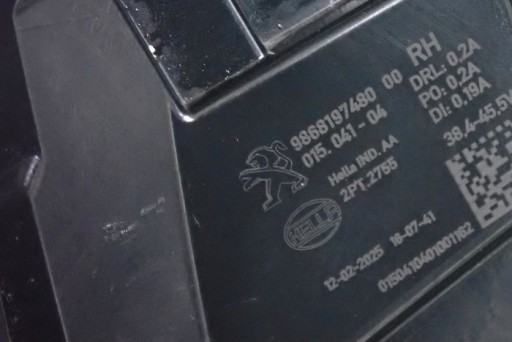 9868197480 00 RH
015.041-04
DRL: 0,2A
PO: 0,2A
DI: 0,19A
Hella IND. AA
2PT.2755
38,4-45,5V
HELLA
12-02-2025 16-07-41
0150410401001162